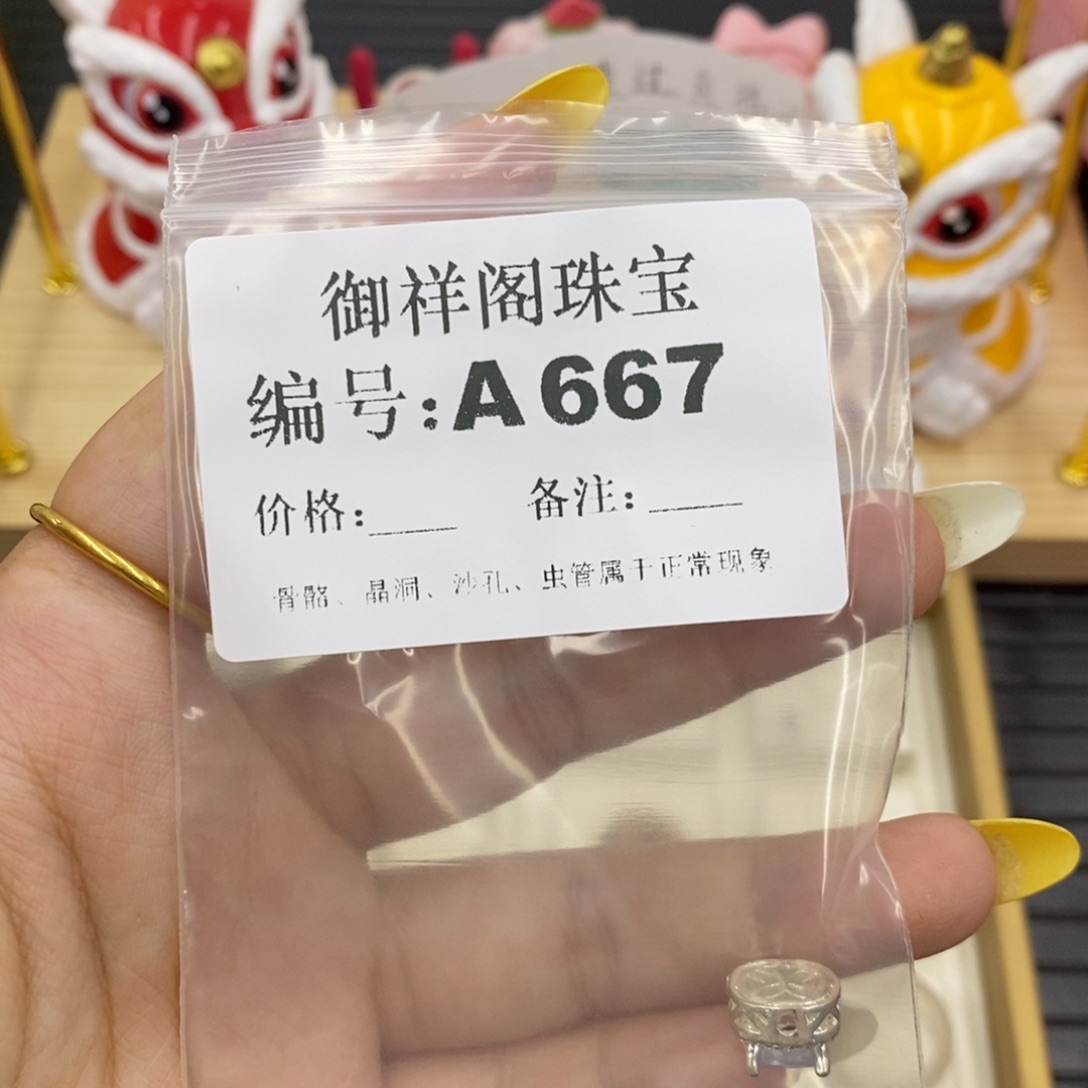 御祥阁珠宝
编号:A667
价格:____ 备注:____
骨骼、晶洞、沙孔、虫管属于正常现象